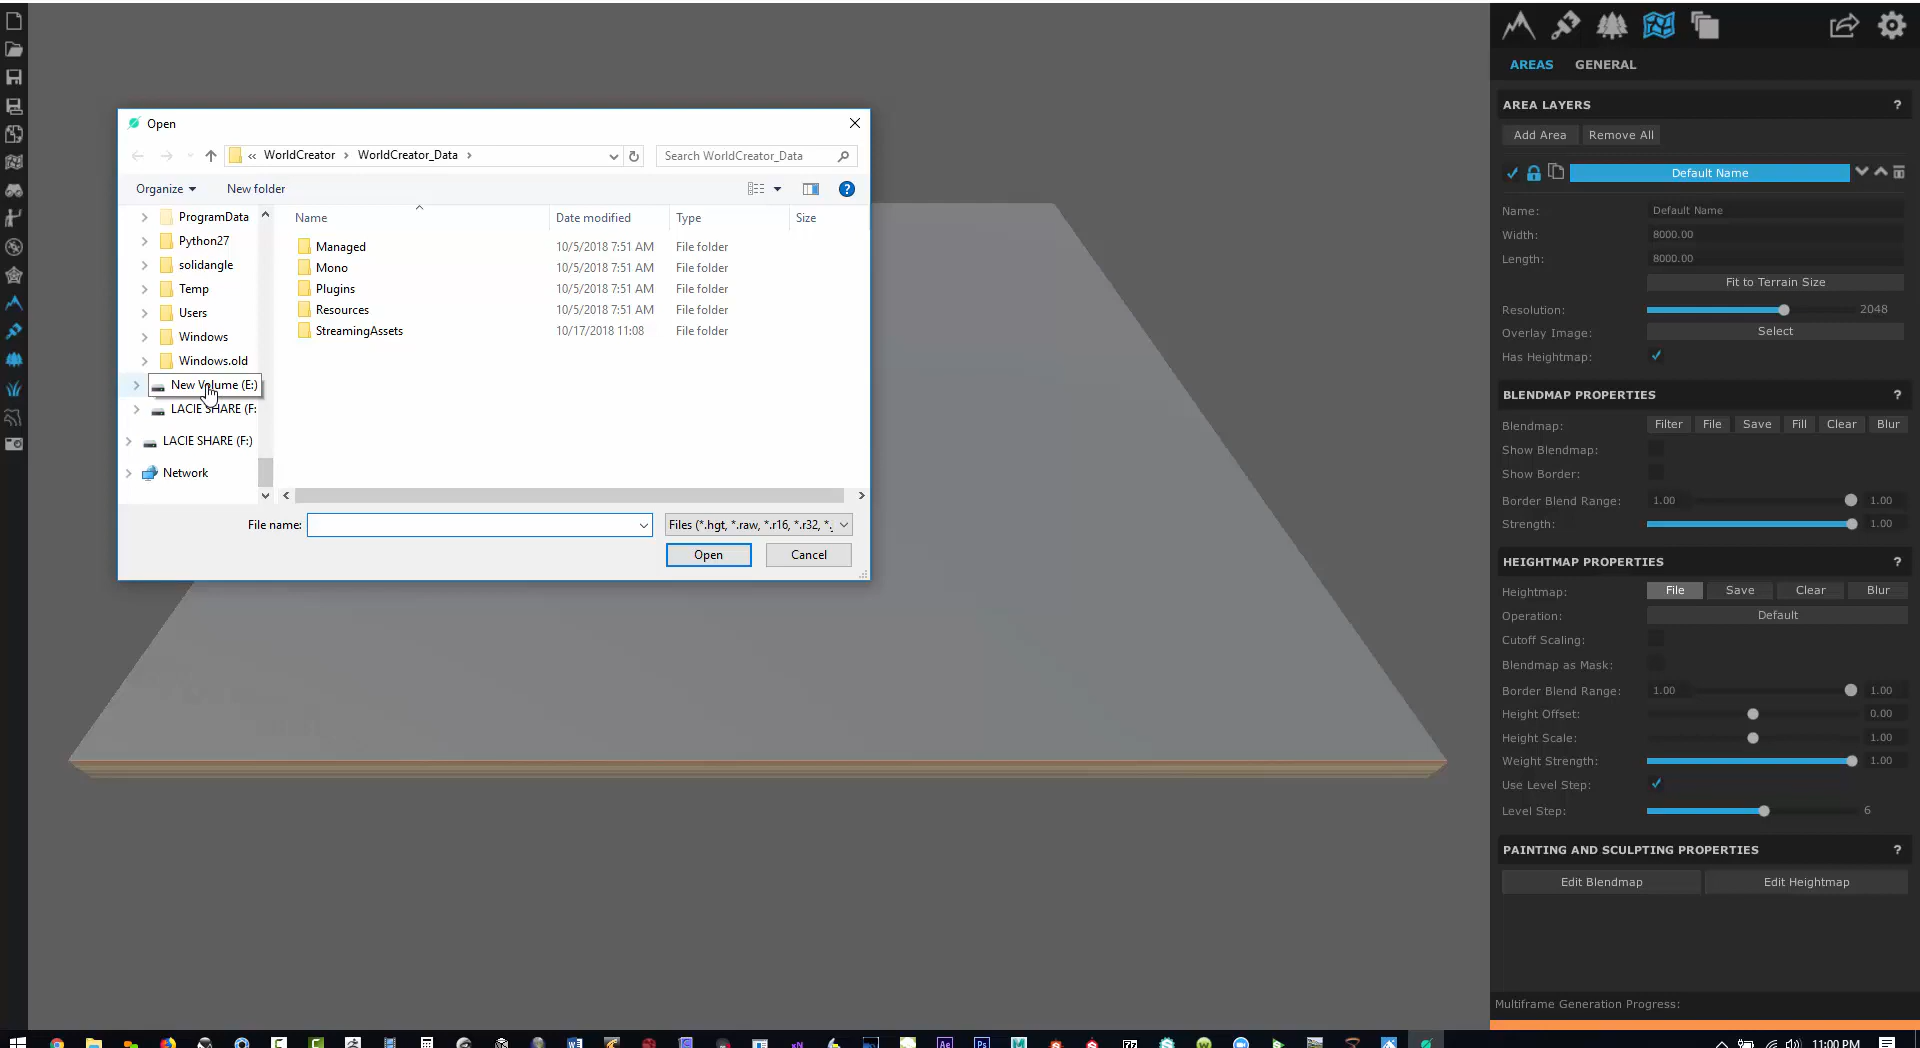 Open
« WorldCreator > WorldCreator_Data >
Search WorldCreator_Data
Organize
New folder
ProgramData
Python27
solidangle
Temp
Users
Windows
Windows.old
New Volume (E:)
LACIE SHARE (F:
LACIE SHARE (F:)
Network
Name Date modified Type Size
Managed 10/5/2018 7:51 AM File folder
Mono 10/5/2018 7:51 AM File folder
Plugins 10/5/2018 7:51 AM File folder
Resources 10/5/2018 7:51 AM File folder
StreamingAssets 10/17/2018 11:08 File folder
File name:
Files (*.hgt, *.raw, *.r16, *.r32, *.
Open
Cancel
AREAS GENERAL
AREA LAYERS ?
Add Area Remove All
Default Name
Name: Default Name
Width: 8000.00
Length: 8000.00
Fit to Terrain Size
Resolution: 2048
Overlay Image: Select
Has Heightmap:
BLENDMAP PROPERTIES ?
Blendmap: Filter File Save Fill Clear Blur
Show Blendmap:
Show Border:
Border Blend Range: 1.00 1.00
Strength: 1.00
HEIGHTMAP PROPERTIES ?
Heightmap: File Save Clear Blur
Operation: Default
Cutoff Scaling:
Blendmap as Mask:
Border Blend Range: 1.00 1.00
Height Offset: 0.00
Height Scale: 1.00
Weight Strength: 1.00
Use Level Step:
Level Step: 6
PAINTING AND SCULPTING PROPERTIES ?
Edit Blendmap Edit Heightmap
Multiframe Generation Progress:
Ae Ps
11:00 PM